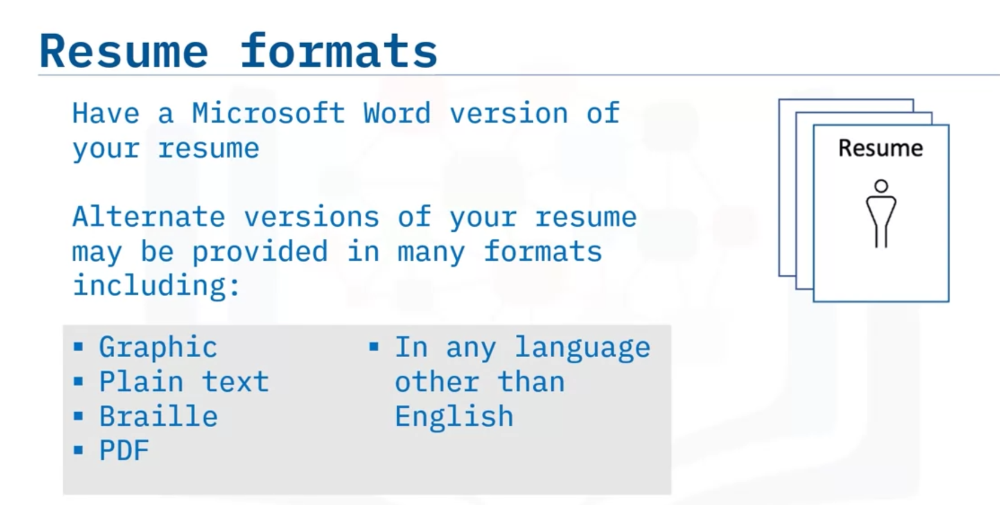 Resume formats
Have a Microsoft Word version of
your resume
Alternate versions of your resume
may be provided in many formats
including:
▪ Graphic
▪ Plain text
▪ Braille
▪ PDF
▪ In any language
other than
English
Resume